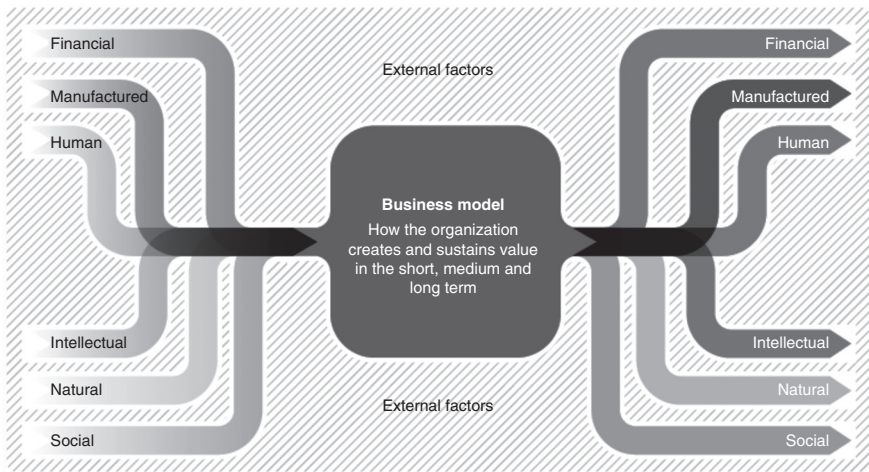 Financial
Manufactured
Human
Intellectual
Natural
Social
External factors
Business model
How the organization
creates and sustains value
in the short, medium and
long term
External factors
Financial
Manufactured
Human
Intellectual
Natural
Social